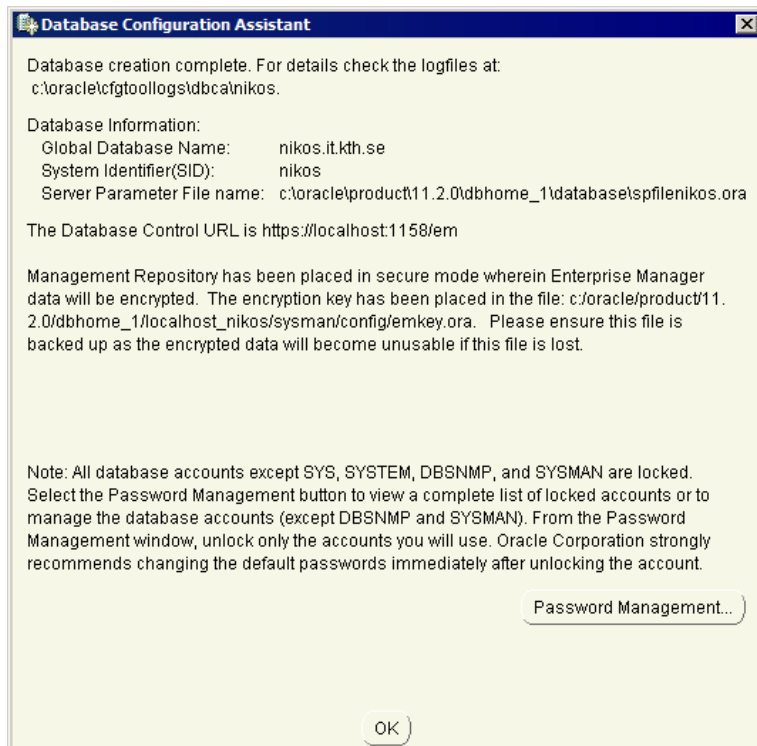 Database Configuration Assistant
Database creation complete. For details check the logfiles at:
c:\oracle\cfgtoollogs\dbca\nikos.
Database Information:
Global Database Name: nikos.it.kth.se
System Identifier(SID): nikos
Server Parameter File name: c:\oracle\product\11.2.0\dbhome_1\database\spfilenikos.ora
The Database Control URL is https://localhost:1158/em
Management Repository has been placed in secure mode wherein Enterprise Manager
data will be encrypted. The encryption key has been placed in the file: c:/oracle/product/11.
2.0/dbhome_1/localhost_nikos/sysman/config/emkey.ora. Please ensure this file is
backed up as the encrypted data will become unusable if this file is lost.
Note: All database accounts except SYS, SYSTEM, DBSNMP, and SYSMAN are locked.
Select the Password Management button to view a complete list of locked accounts or to
manage the database accounts (except DBSNMP and SYSMAN). From the Password
Management window, unlock only the accounts you will use. Oracle Corporation strongly
recommends changing the default passwords immediately after unlocking the account.
Password Management...
OK